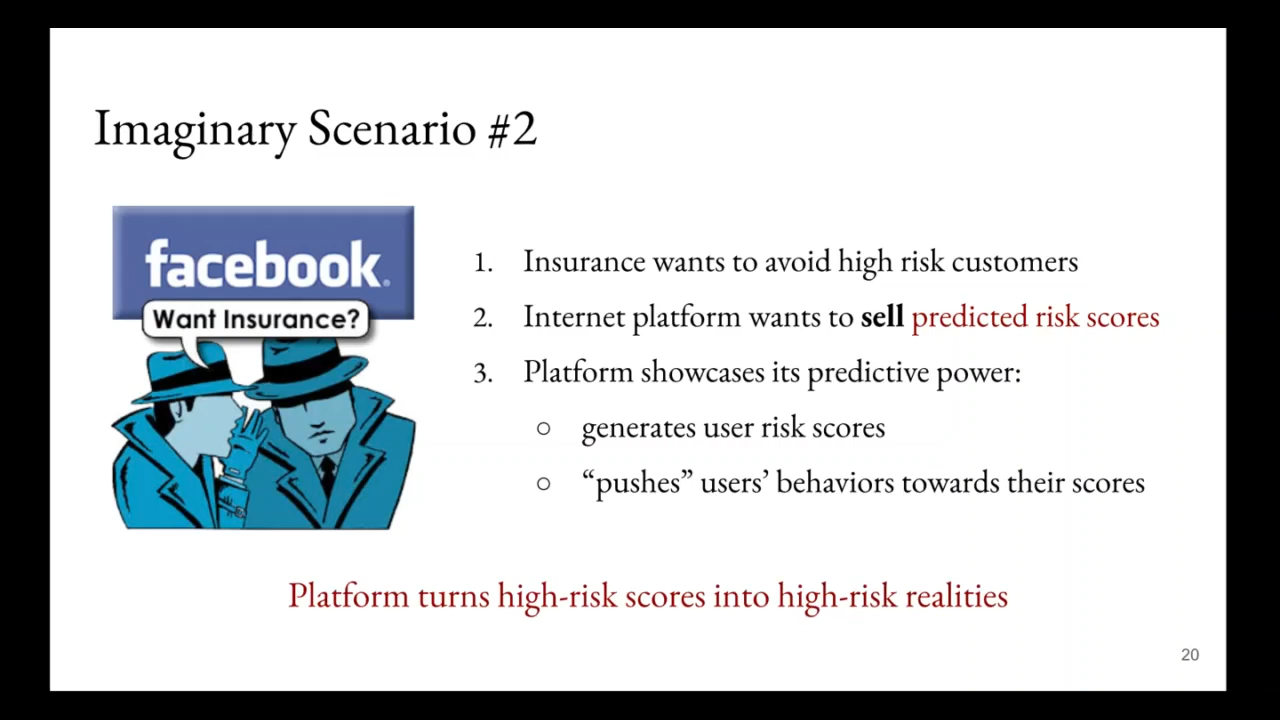 Imaginary Scenario #2
facebook.
Want Insurance?
1. Insurance wants to avoid high risk customers
2. Internet platform wants to sell predicted risk scores
3. Platform showcases its predictive power:
○ generates user risk scores
○ “pushes” users’ behaviors towards their scores
Platform turns high-risk scores into high-risk realities
20